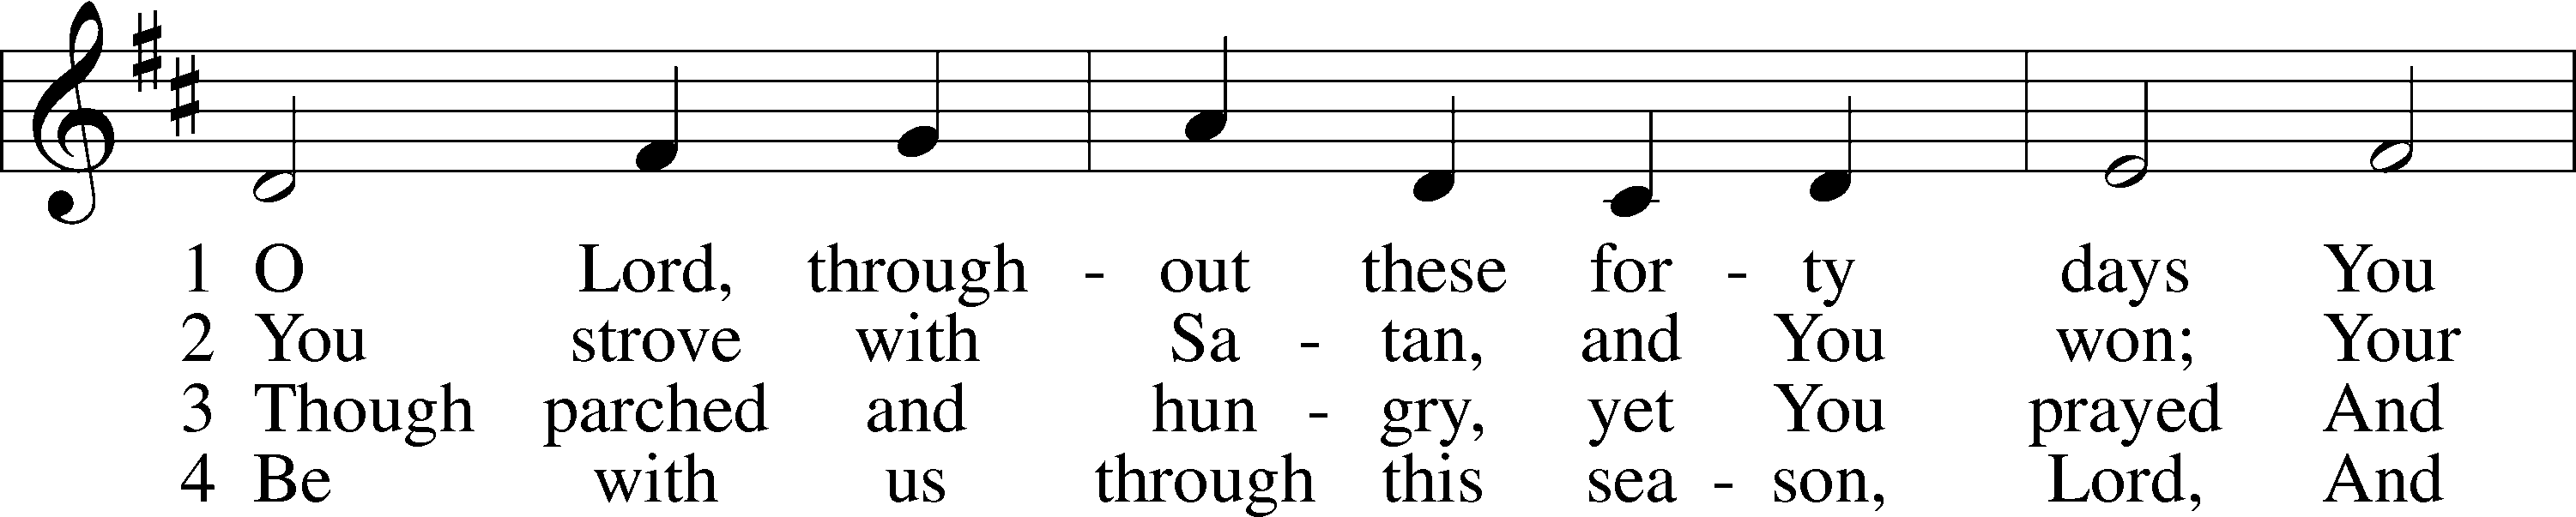 1 O Lord, through - out these for - ty days You
2 You strove with Sa - tan, and You won; Your
3 Though parched and hun - gry, yet You prayed And
4 Be with us through this sea - son, Lord, And